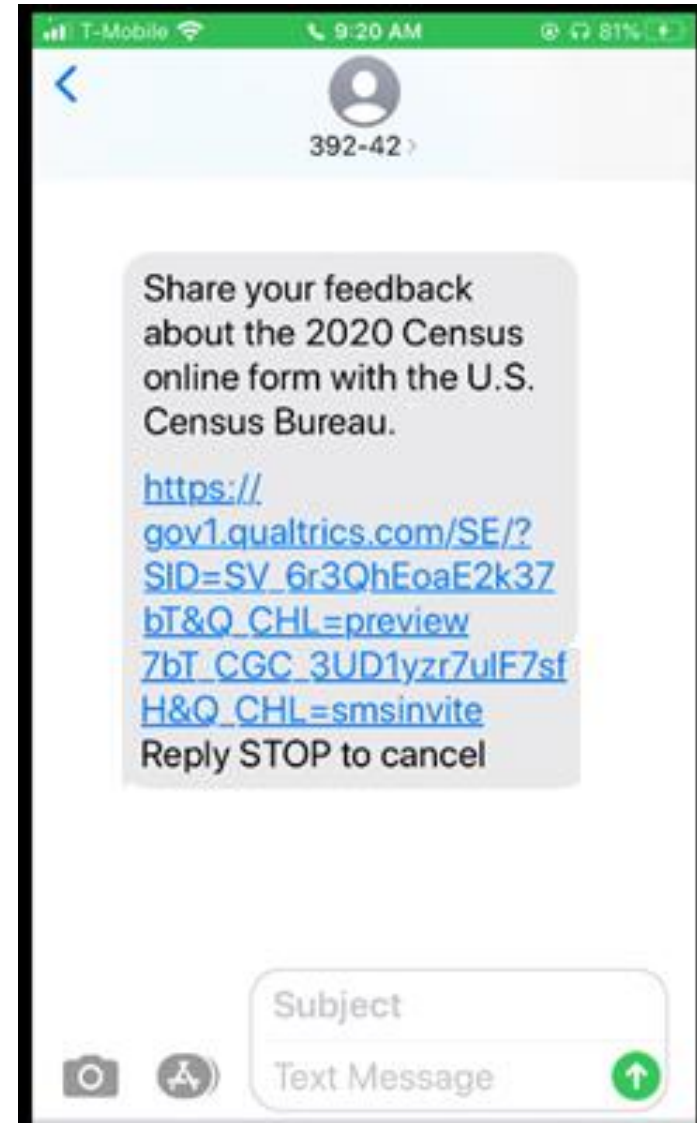 T-Mobile 9:20 AM 81%
392-42
Share your feedback
about the 2020 Census
online form with the U.S.
Census Bureau.
https://
gov1.qualtrics.com/SE/?
SID=SV_6r3QhEoaE2k37
bT&Q_CHL=preview
7bT_CGC_3UD1yzr7ulF7sf
H&Q_CHL=smsinvite
Reply STOP to cancel
Subject
Text Message